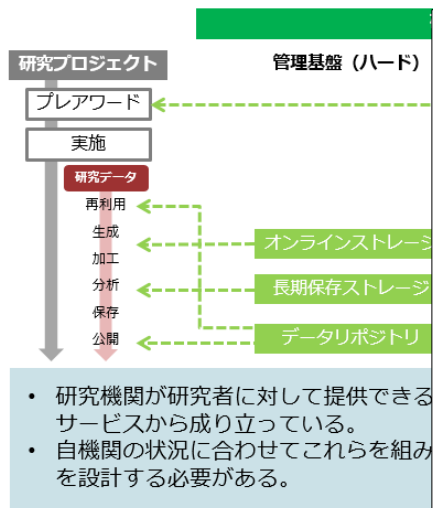 研究プロジェクト
管理基盤（ハード）
プレアワード
実施
研究データ
再利用
生成
加工
分析
保存
公開
オンラインストレージ
長期保存ストレージ
データリポジトリ
• 研究機関が研究者に対して提供できる
サービスから成り立っている。
• 自機関の状況に合わせてこれらを組み
を設計する必要がある。